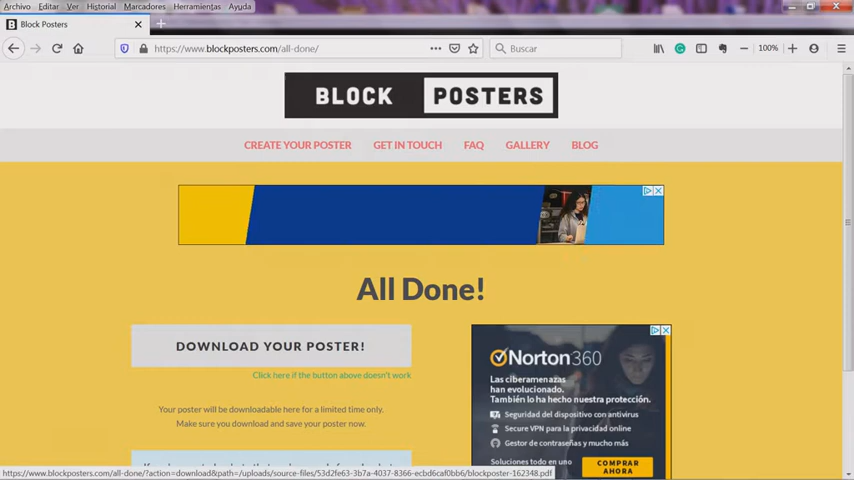 Archivo Editar Ver Historial Marcadores Herramientas Ayuda
B Block Posters
https://www.blockposters.com/all-done/
Buscar
100%
BLOCK POSTERS
CREATE YOUR POSTER GET IN TOUCH FAQ GALLERY BLOG
All Done!
DOWNLOAD YOUR POSTER!
Click here if the button above doesn't work
Your poster will be downloadable here for a limited time only.
Make sure you download and save your poster now.
Norton360
Las ciberamenazas
han evolucionado.
También lo ha hecho nuestra protección.
Seguridad del dispositivo con antivirus
Secure VPN para la privacidad online
Gestor de contraseñas y mucho más
Soluciones todo en
COMPRAR
AHORA
https://www.blockposters.com/all-done/?action=download&path=/uploads/source-files/53d2fe63-3b7a-4037-8366-ecbd6caf0bb6/blockposter-162348.pdf